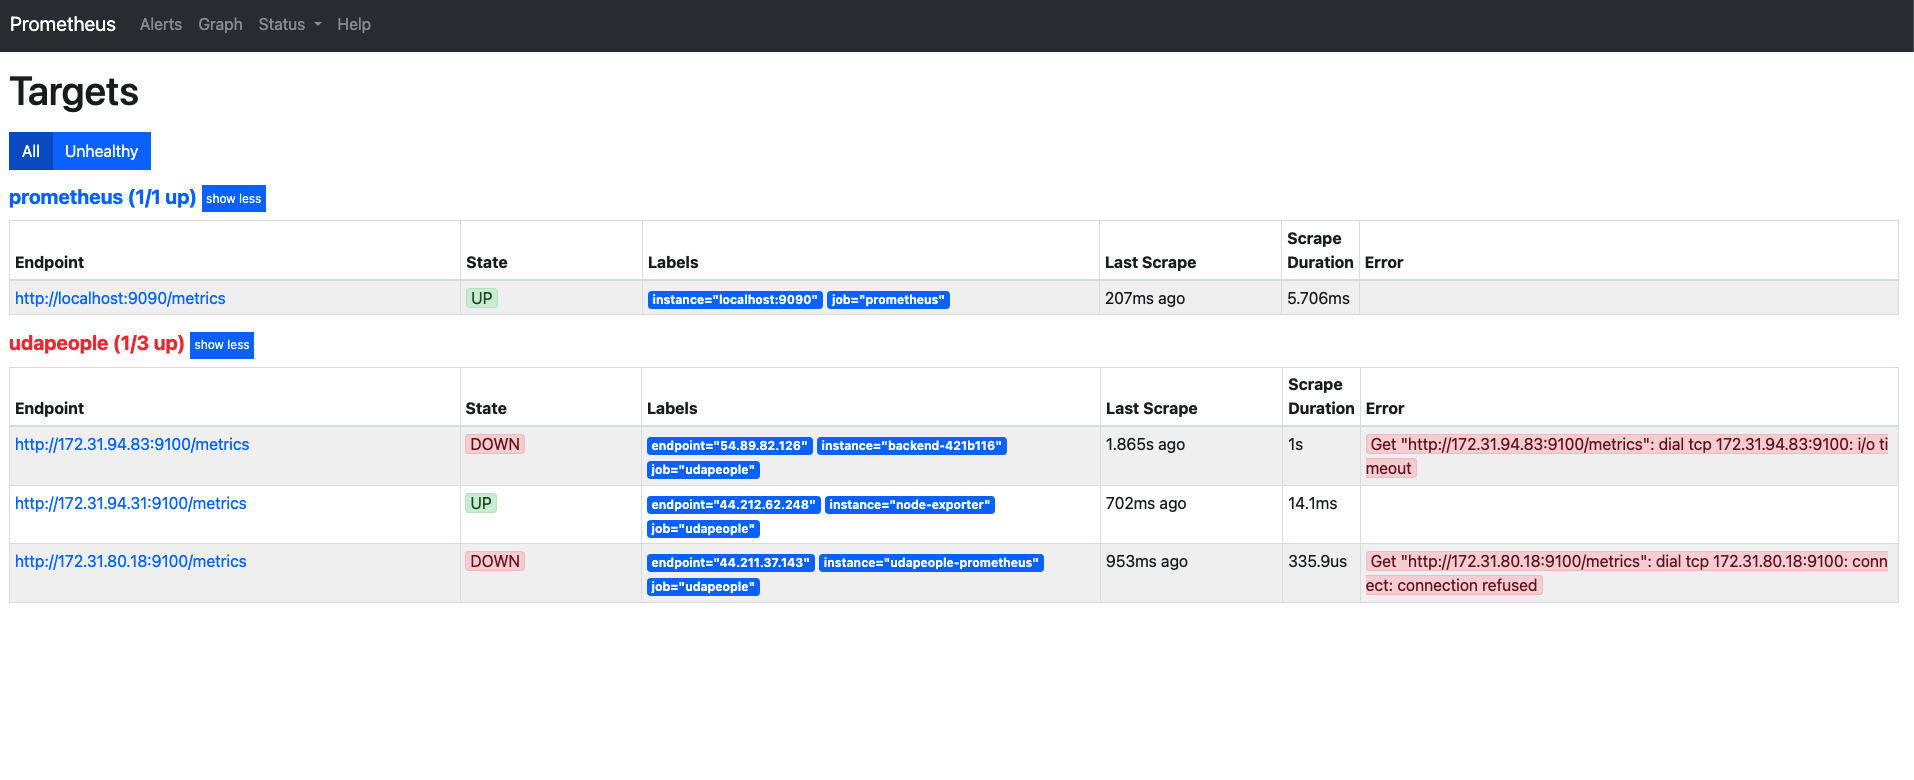 Prometheus Alerts Graph Status Help
Targets
All Unhealthy
prometheus (1/1 up) show less
Scrape
Endpoint State Labels Last Scrape Duration Error
http://localhost:9090/metrics UP instance="localhost:9090" job="prometheus" 207ms ago 5.706ms
udapeople (1/3 up) show less
Scrape
Endpoint State Labels Last Scrape Duration Error
http://172.31.94.83:9100/metrics DOWN endpoint="54.89.82.126" instance="backend-421b116" 1.865s ago 1s Get "http://172.31.94.83:9100/metrics": dial tcp 172.31.94.83:9100: i/o ti
job="udapeople" meout
http://172.31.94.31:9100/metrics UP endpoint="44.212.62.248" instance="node-exporter" 702ms ago 14.1ms
job="udapeople"
http://172.31.80.18:9100/metrics DOWN endpoint="44.211.37.143" instance="udapeople-prometheus" 953ms ago 335.9us Get "http://172.31.80.18:9100/metrics": dial tcp 172.31.80.18:9100: conn
job="udapeople" ect: connection refused